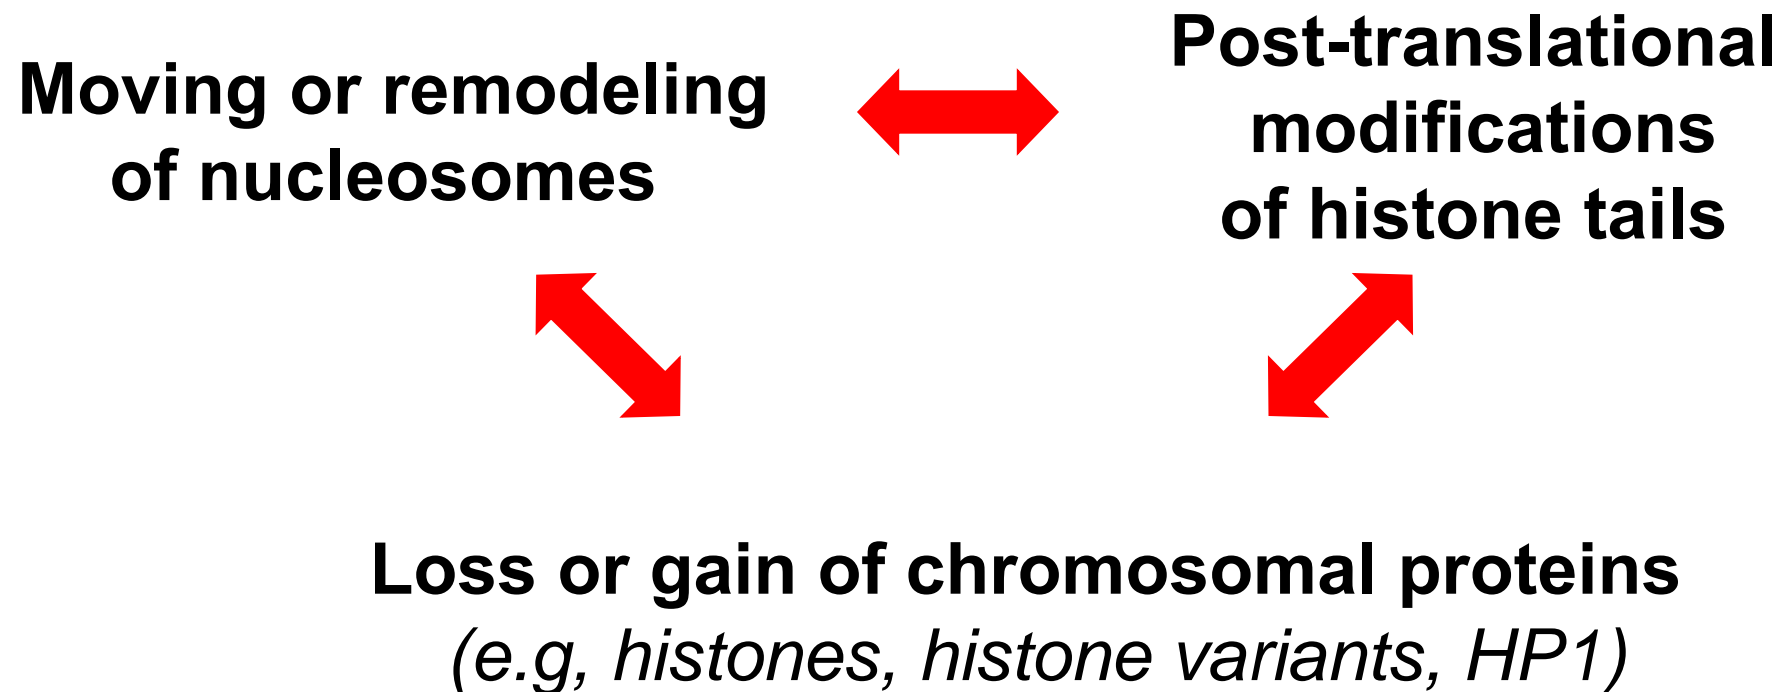 Moving or remodeling
of nucleosomes
Post-translational
modifications
of histone tails
Loss or gain of chromosomal proteins
(e.g, histones, histone variants, HP1)